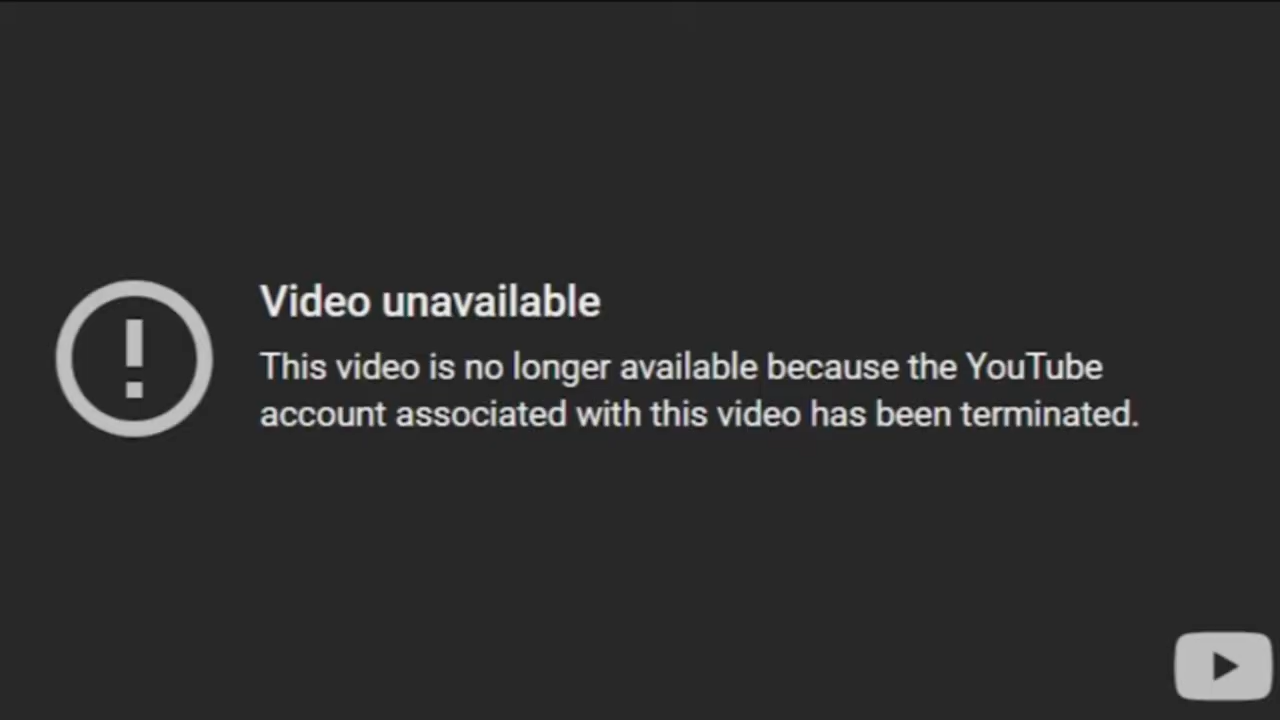 Video unavailable
This video is no longer available because the YouTube
account associated with this video has been terminated.